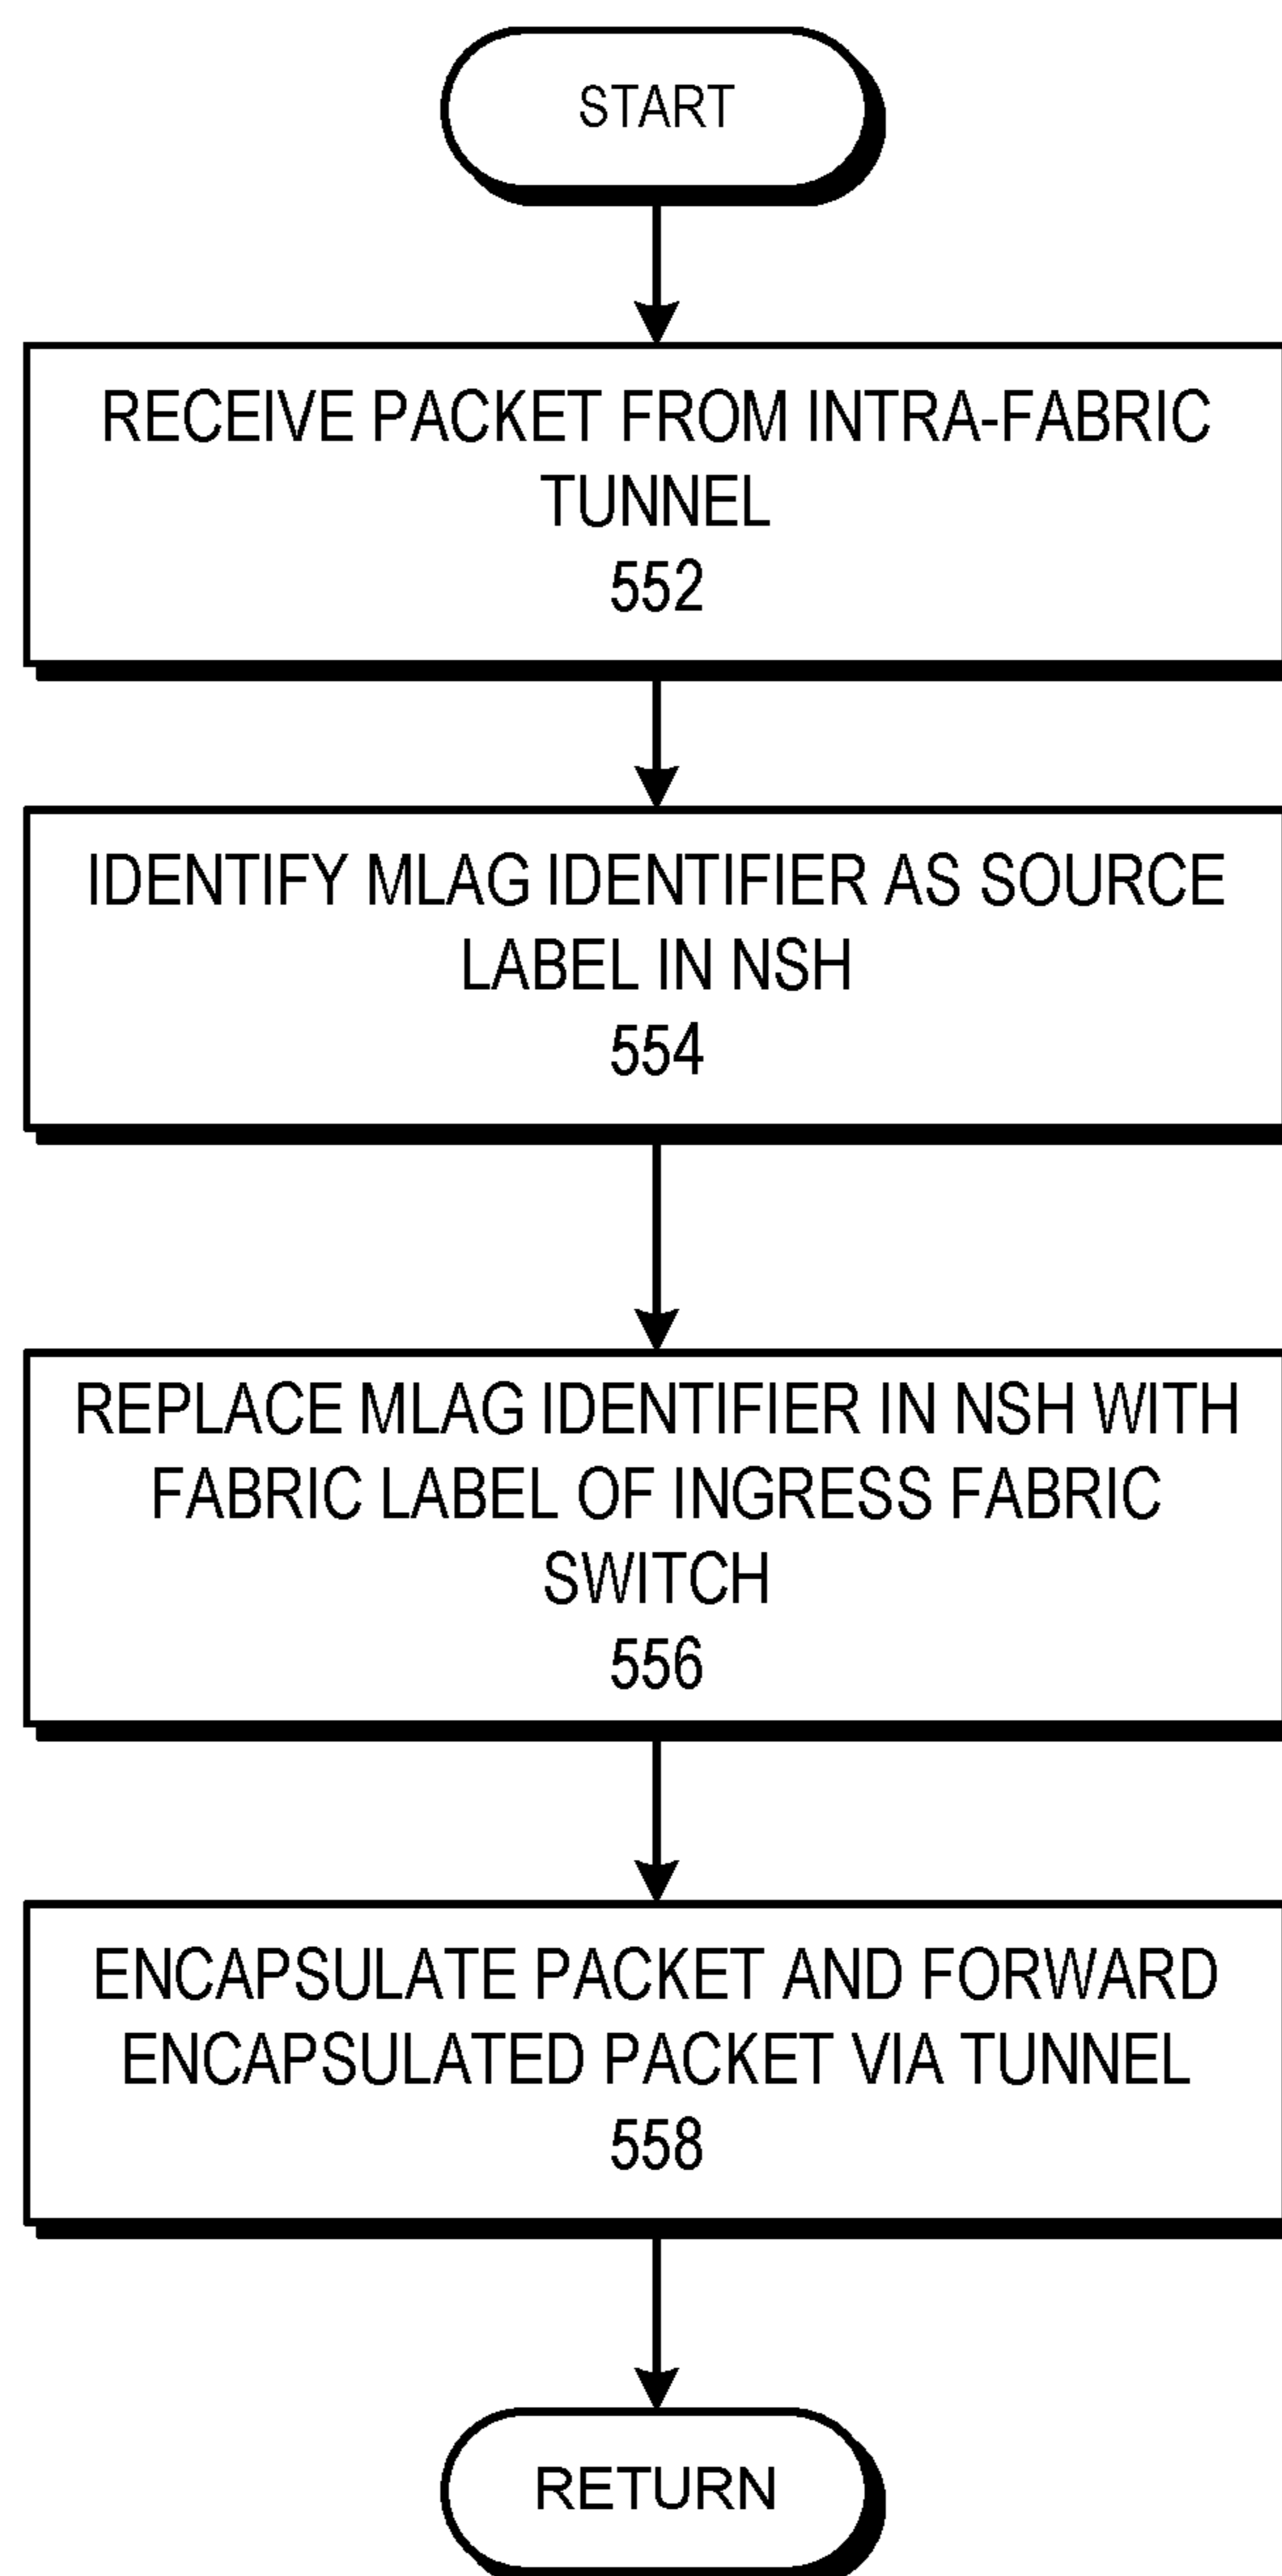 START
RECEIVE PACKET FROM INTRA-FABRIC
TUNNEL
552
IDENTIFY MLAG IDENTIFIER AS SOURCE
LABEL IN NSH
554
REPLACE MLAG IDENTIFIER IN NSH WITH
FABRIC LABEL OF INGRESS FABRIC
SWITCH
556
ENCAPSULATE PACKET AND FORWARD
ENCAPSULATED PACKET VIA TUNNEL
558
RETURN